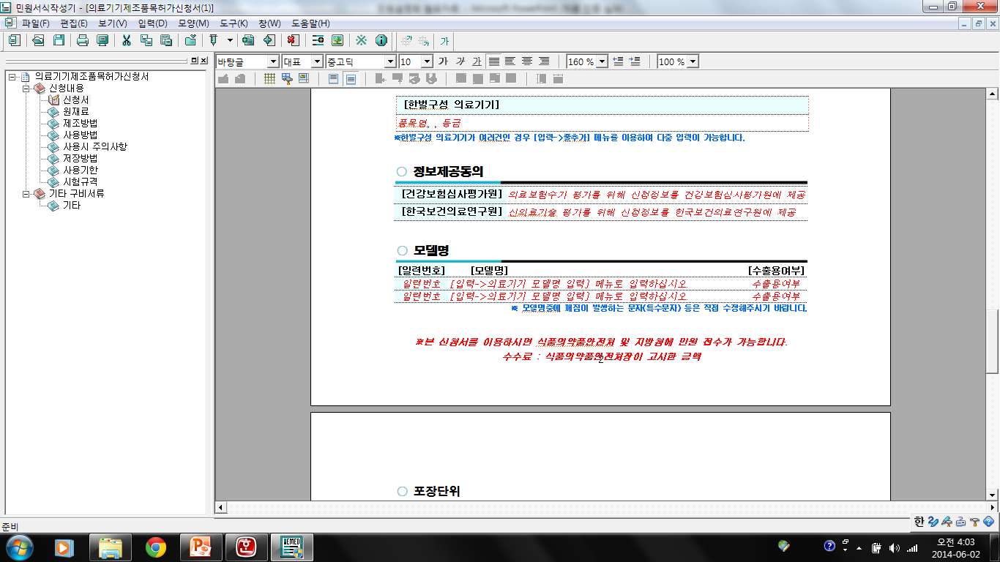 민원서식작성기 - [의료기기제조품목허가신청서(1)]
파일(F) 편집(E) 보기(V) 입력(D) 모양(M) 도구(K) 창(W) 도움말(H)
가
바탕글 대표 중고딕 10 가 가 가 160 % 100 %
의료기기제조품목허가신청서
신청내용
신청서
원재료
제조방법
사용방법
사용시 주의사항
저장방법
사용기한
시험규격
기타 구비서류
기타
[한벌구성 의료기기]
품목명, , 등급
※한벌구성 의료기기가 여러건인 경우 [입력->줄추가] 메뉴를 이용하여 다중 입력이 가능합니다.
○ 정보제공동의
[건강보험심사평가원] 의료보험수가 평가를 위해 신청정보를 건강보험심사평가원에 제공
[한국보건의료연구원] 신의료기술 평가를 위해 신청정보를 한국보건의료연구원에 제공
○ 모델명
[일련번호] [모델명] [수출용여부]
일련번호 [입력->의료기기 모델명 입력] 메뉴로 입력하십시오. 수출용여부
일련번호 [입력->의료기기 모델명 입력] 메뉴로 입력하십시오. 수출용여부
※ 모델명중에 깨짐이 발생하는 문자(특수문자) 등은 직접 수정해주시기 바랍니다.
※본 신청서를 이용하시면 식품의약품안전처 및 지방청에 민원 접수가 가능합니다.
수수료 : 식품의약품안전처장이 고시한 금액
2
○ 포장단위
준비
한
오전 4:03
2014-06-02